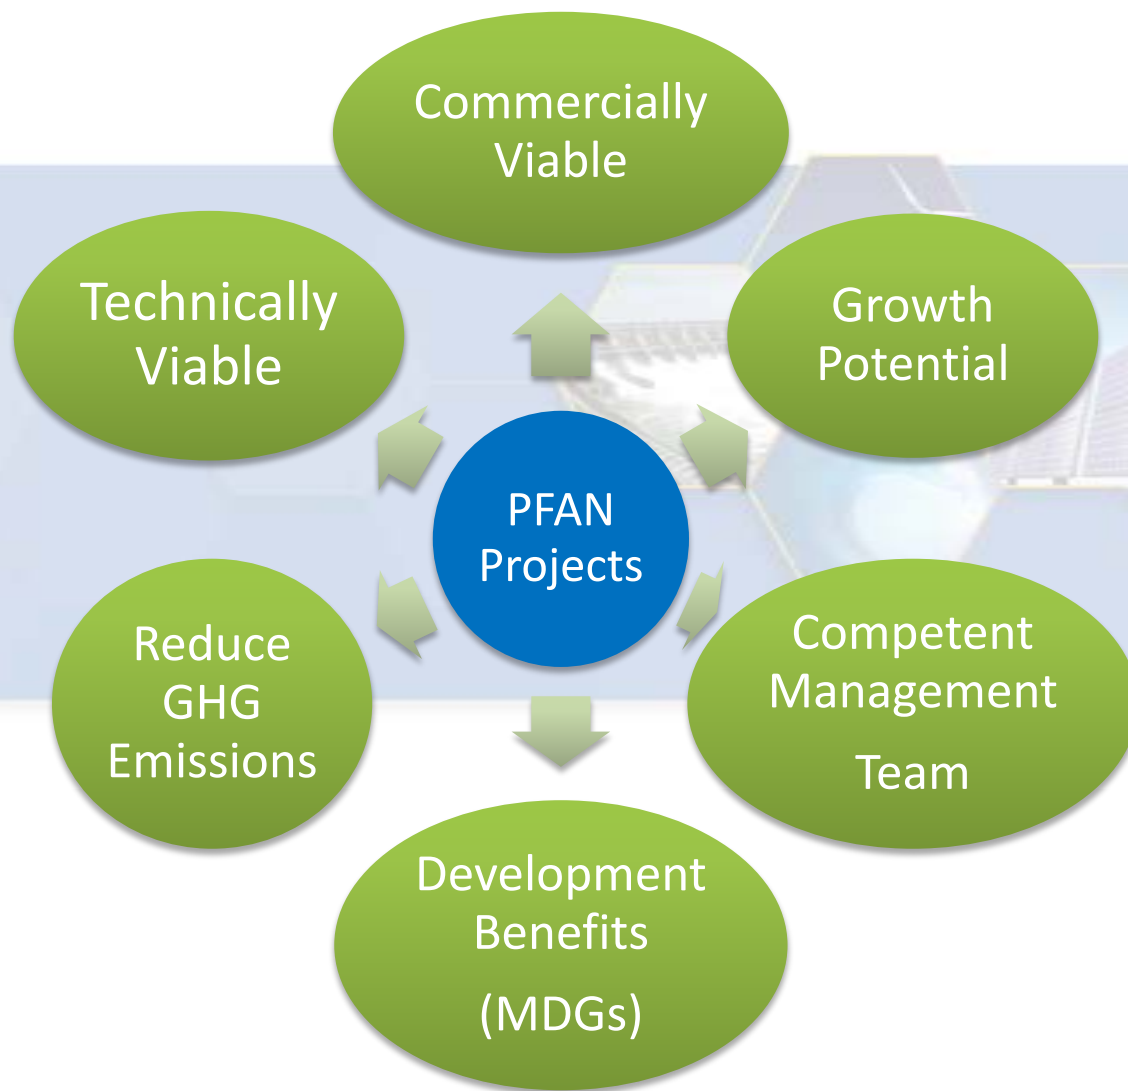 Commercially
Viable
Technically
Viable
Growth
Potential
PFAN
Projects
Reduce
GHG
Emissions
Competent
Management
Team
Development
Benefits
(MDGs)